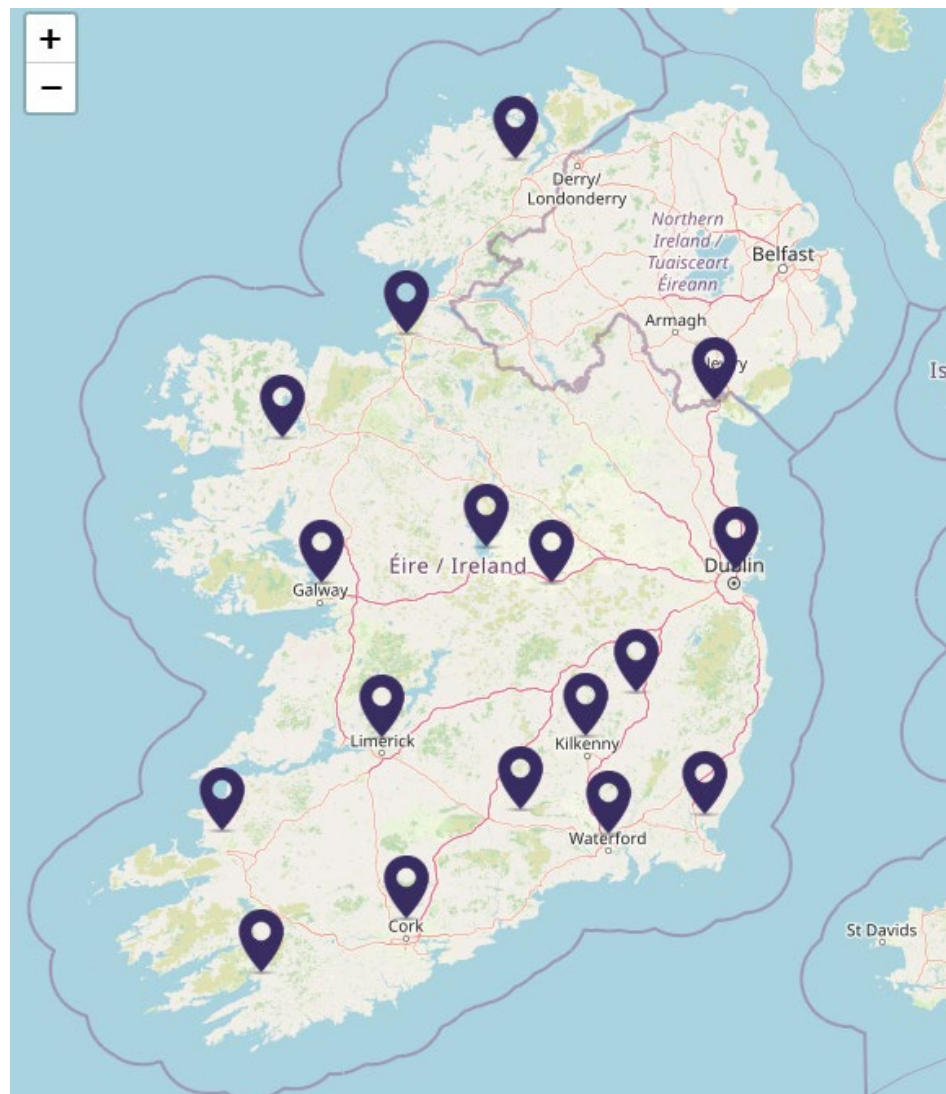 +
−
Derry/
Londonderry
Northern
Ireland /
Tuaisceart
Éireann
Belfast
Armagh
Éire / Ireland
Dublin
Galway
Limerick
Kilkenny
Waterford
Cork
St Davids